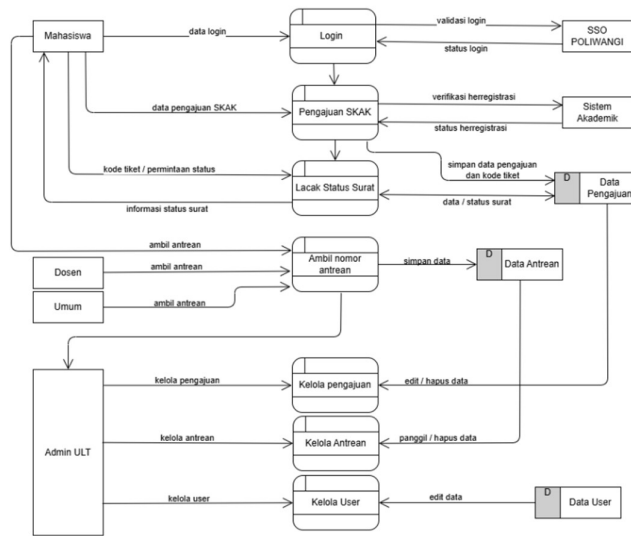 Mahasiswa
data login
Login
validasi login
status login
SSO
POLIWANGI
data pengajuan SKAK
Pengajuan SKAK
verifikasi herregistrasi
status herregistrasi
Sistem
Akademik
kode tiket / permintaan status
Lacak Status Surat
informasi status surat
simpan data pengajuan
dan kode tiket
data / status surat
D
Data
Pengajuan
ambil antrean
Dosen
ambil antrean
Umum
ambil antrean
Ambil nomor
antrean
simpan data
D
Data Antrean
Admin ULT
kelola pengajuan
Kelola pengajuan
edit / hapus data
kelola antrean
Kelola Antrean
panggil / hapus data
kelola user
Kelola User
edit data
D
Data User